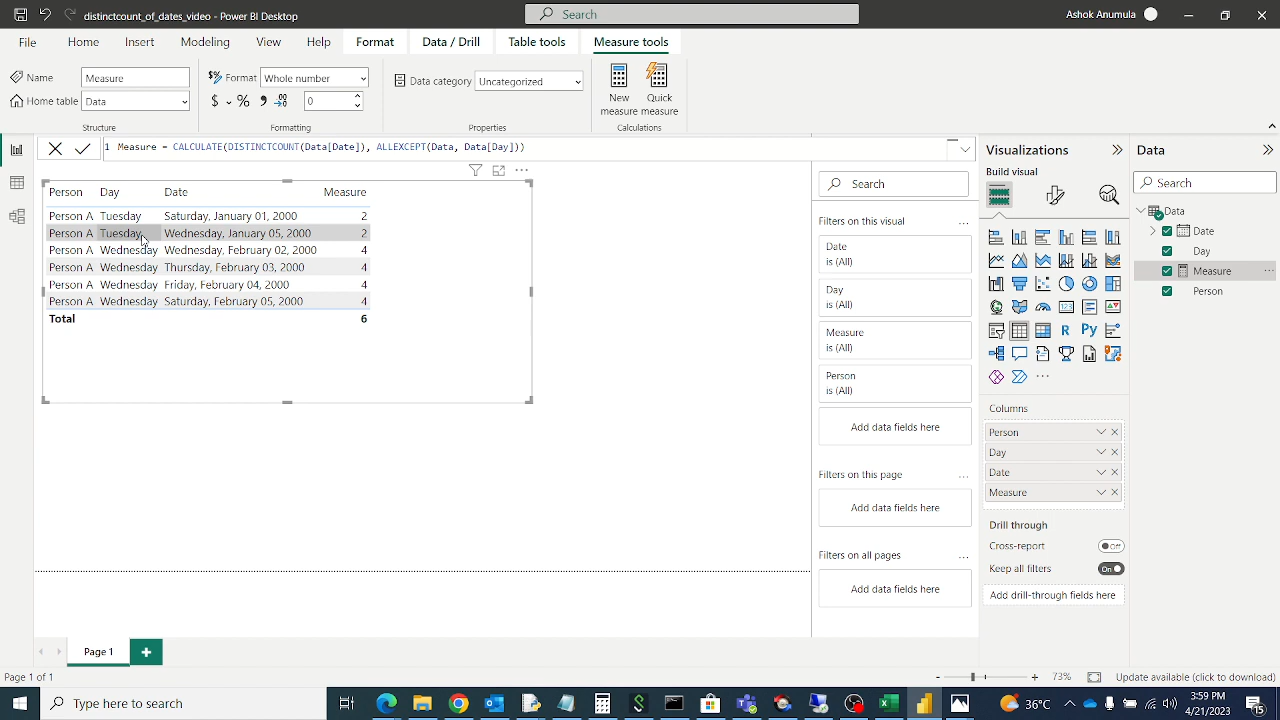 distinctcount_of_dates_video - BI Desktop
Search
Ashok Anumula
File Home Insert Modeling View Help Format Data / Drill Table tools Measure tools
Name Measure
Format Whole number
Data category Uncategorized
New measure
Quick measure
Home table Data
$ % 0
Structure Formatting Properties Calculations
1 Measure = CALCULATE(DISTINCTCOUNT(Data[Date]), ALLEXCEPT(Data, Data[Day]))
Person Day Date Measure
Person A Tuesday Saturday, January 01, 2000 2
Person A Tuesday Wednesday, January 2000 2
Person A Wednesday Wednesday, February 02, 2000 4
Person A Wednesday Thursday, February 03, 2000 4
Person A Wednesday Friday, February 04, 2000 4
Person A Wednesday Saturday, February 05, 2000 4
Total 6
Search
Filters on this visual ...
Date
is (All)
Day
is (All)
Measure
is (All)
Person
is (All)
Add data fields here
Filters on this page ...
Add data fields here
Filters on all pages ...
Add data fields here
Visualizations
Build visual
R Py
...
Columns
Person
Day
Date
Measure
Drill through
Cross-report Off
Keep all filters On
Add drill-through fields here
Data
Search
Data
Date
Day
Measure ...
Person
Page 1
Page 1 of 1
- + 73% Update available (click to download)
Type here to search
3:59 PM
4/21/2023